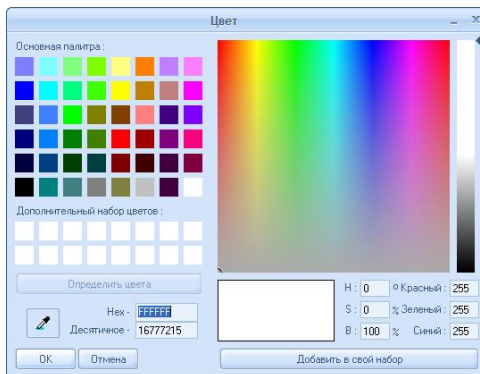 Цвет
Основная палитра :
Дополнительный набор цветов :
Определить цвета
Hex - FFFFFF
Десятичное - 16777215
OK Отмена
H : 0 º Красный : 255
S : 0 % Зеленый : 255
B : 100 % Синий : 255
Добавить в свой набор